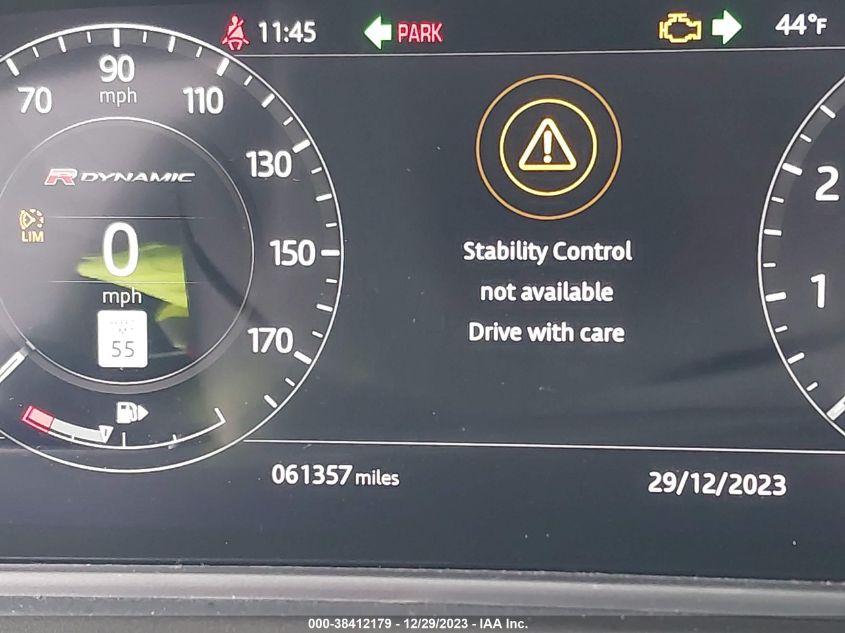 11:45
PARK
44°F
90
mph
70
110
R DYNAMIC
130
2
LIM
0
150
Stability Control
not available
Drive with care
mph
1
55
170
061357 miles
29/12/2023
000-38412179 - 12/29/2023 - IAA Inc.